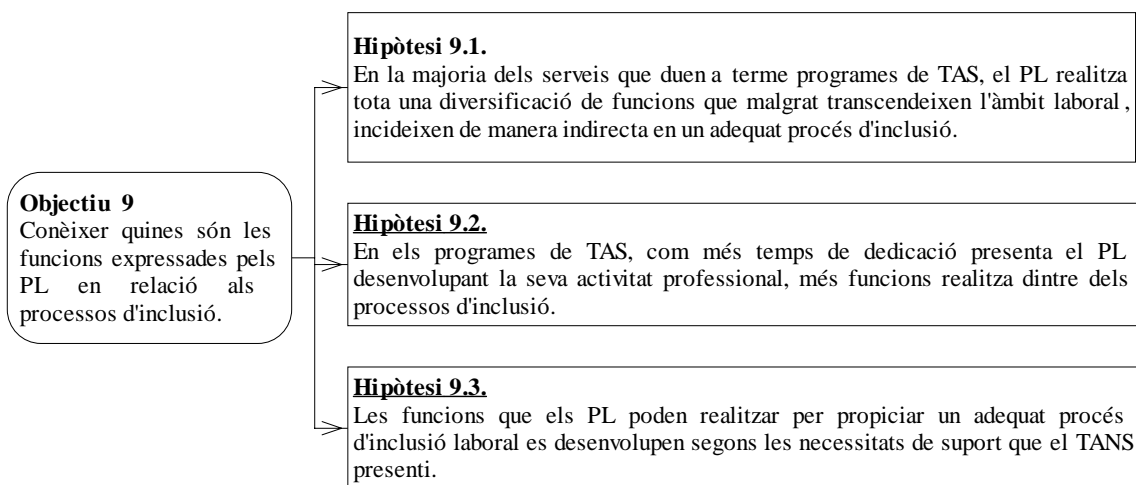 Objectiu 9
Conèixer quines són les
funcions expressades pels
PL en relació als
processos d'inclusió.
Hipòtesi 9.1.
En la majoria dels serveis que duen a terme programes de TAS, el PL realitza
tota una diversificació de funcions que malgrat transcendeixen l'àmbit laboral ,
incideixen de manera indirecta en un adequat procés d'inclusió.
Hipòtesi 9.2.
En els programes de TAS, com més temps de dedicació presenta el PL
desenvolupant la seva activitat professional, més funcions realitza dintre dels
processos d'inclusió.
Hipòtesi 9.3.
Les funcions que els PL poden realitzar per propiciar un adequat procés
d'inclusió laboral es desenvolupen segons les necessitats de suport que el TANS
presenti.